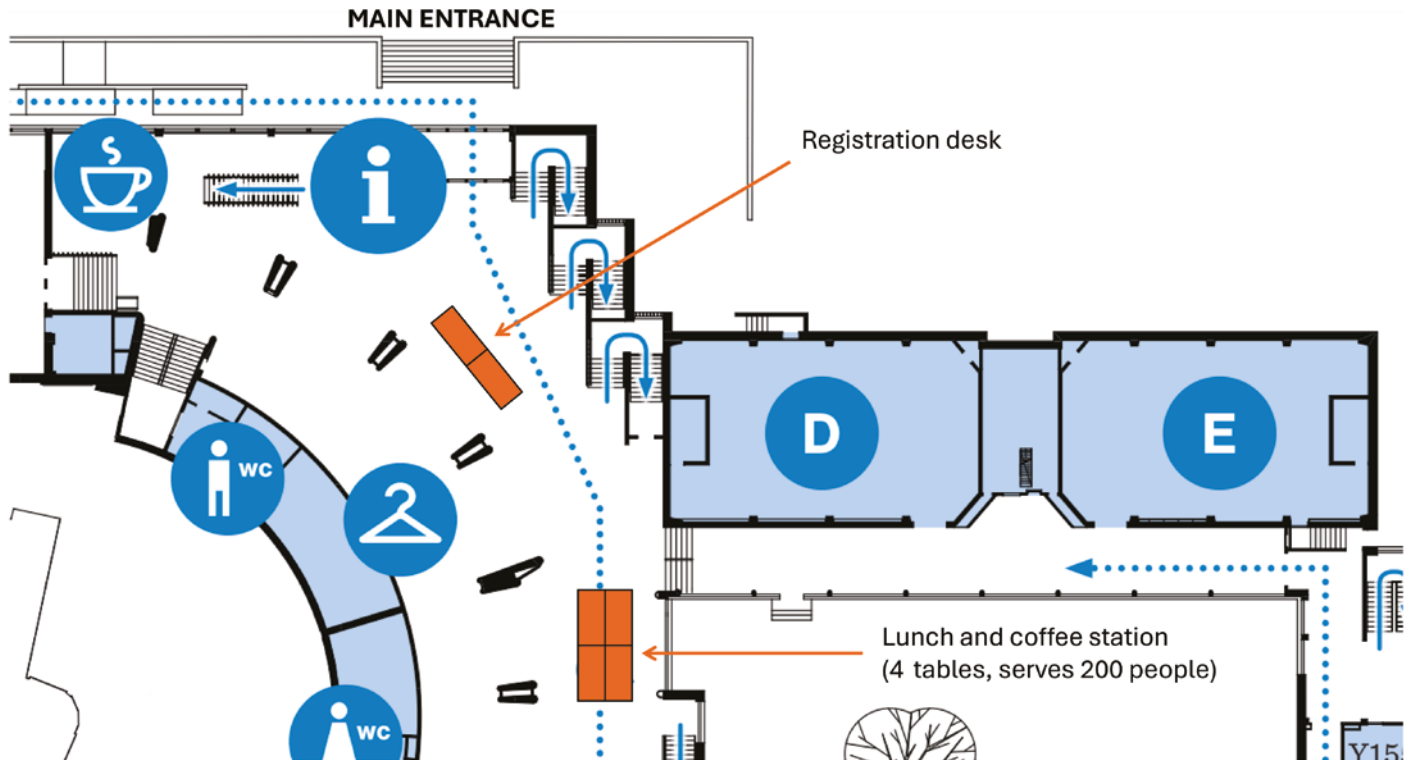 MAIN ENTRANCE
Registration desk
i
D
E
WC
Lunch and coffee station
(4 tables, serves 200 people)
WC